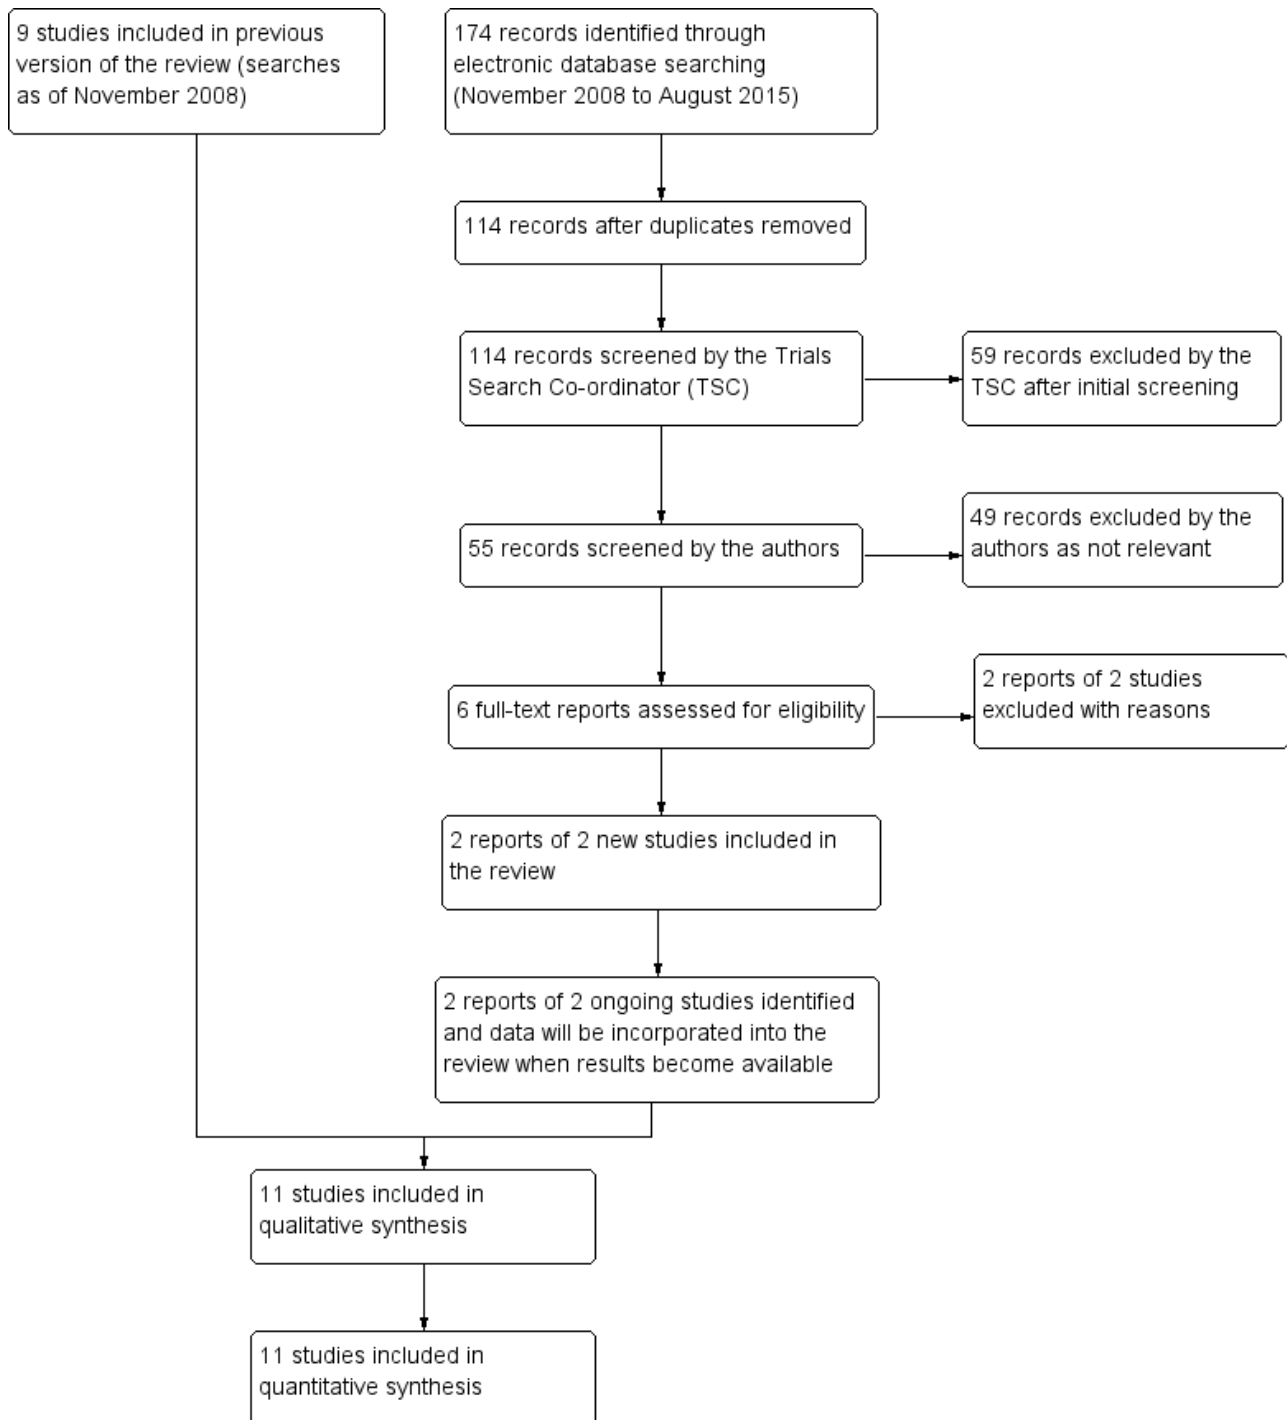 9 studies included in previous
version of the review (searches
as of November 2008)
174 records identified through
electronic database searching
(November 2008 to August 2015)
114 records after duplicates removed
114 records screened by the Trials
Search Co-ordinator (TSC)
59 records excluded by the
TSC after initial screening
55 records screened by the authors
49 records excluded by the
authors as not relevant
6 full-text reports assessed for eligibility
2 reports of 2 studies
excluded with reasons
2 reports of 2 new studies included in
the review
2 reports of 2 ongoing studies identified
and data will be incorporated into the
review when results become available
11 studies included in
qualitative synthesis
11 studies included in
quantitative synthesis